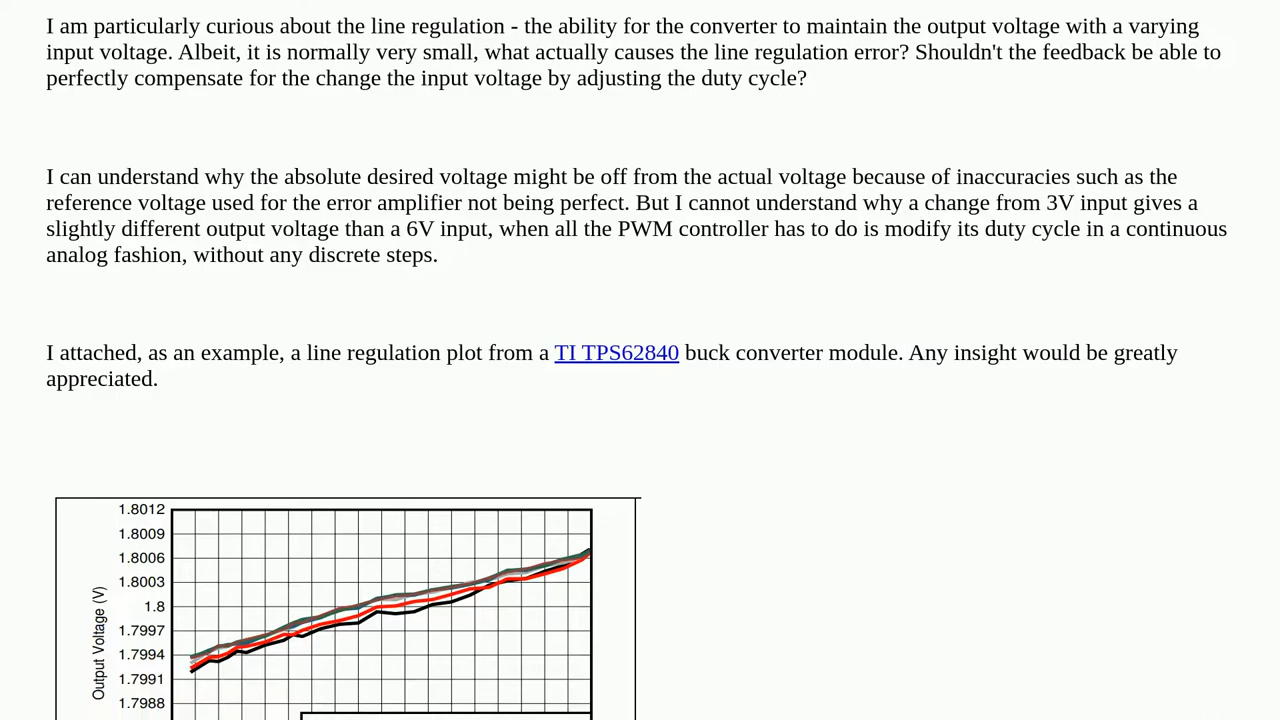 I am particularly curious about the line regulation - the ability for the converter to maintain the output voltage with a varying
input voltage. Albeit, it is normally very small, what actually causes the line regulation error? Shouldn't the feedback be able to
perfectly compensate for the change the input voltage by adjusting the duty cycle?
I can understand why the absolute desired voltage might be off from the actual voltage because of inaccuracies such as the
reference voltage used for the error amplifier not being perfect. But I cannot understand why a change from 3V input gives a
slightly different output voltage than a 6V input, when all the PWM controller has to do is modify its duty cycle in a continuous
analog fashion, without any discrete steps.
I attached, as an example, a line regulation plot from a TI TPS62840 buck converter module. Any insight would be greatly
appreciated.
1.8012
1.8009
1.8006
1.8003
1.8
1.7997
1.7994
1.7991
1.7988
Output Voltage (V)